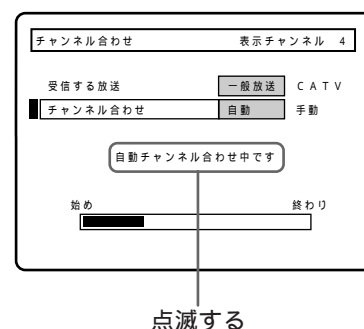 チャンネル合わせ 表示チャンネル 4
受信する放送 一般放送 CATV
チャンネル合わせ 自動 手動
自動チャンネル合わせ中です
始め 終わり
点滅する